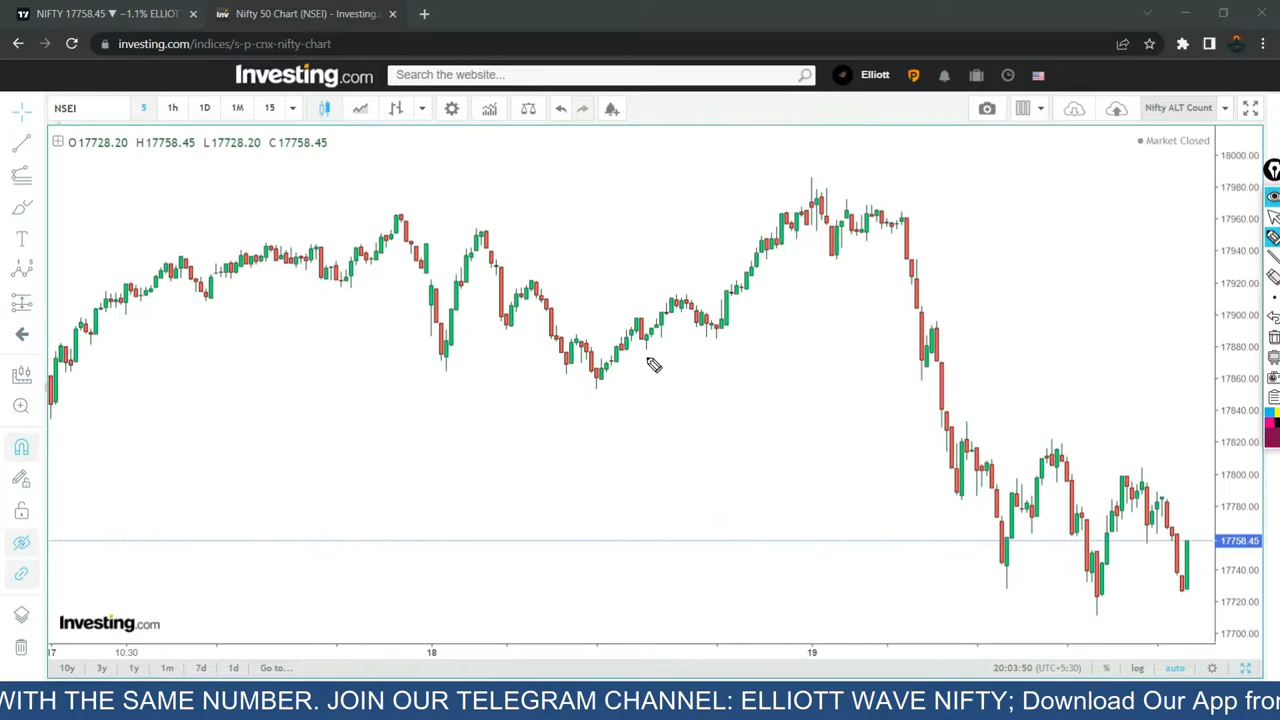 NIFTY 17758.45 ▼ −1.1% ELLIOT
Nifty 50 Chart (NSEI) - Investing.
investing.com/indices/s-p-cnx-nifty-chart
Investing.com
Search the website...
Elliott
NSEI
5
1h
1D
1M
15
Nifty ALT Count
O17728.20 H17758.45 L17728.20 C17758.45
Market Closed
18000.00
17980.00
17960.00
17940.00
17920.00
17900.00
17880.00
17860.00
17840.00
17820.00
17800.00
17780.00
17758.45
17740.00
17720.00
17700.00
Investing.com
17
10:30
18
19
10y
3y
1y
1m
7d
1d
Go to...
20:03:50 (UTC+5:30)
%
log
auto
WITH THE SAME NUMBER. JOIN OUR TELEGRAM CHANNEL: ELLIOTT WAVE NIFTY; Download Our App from